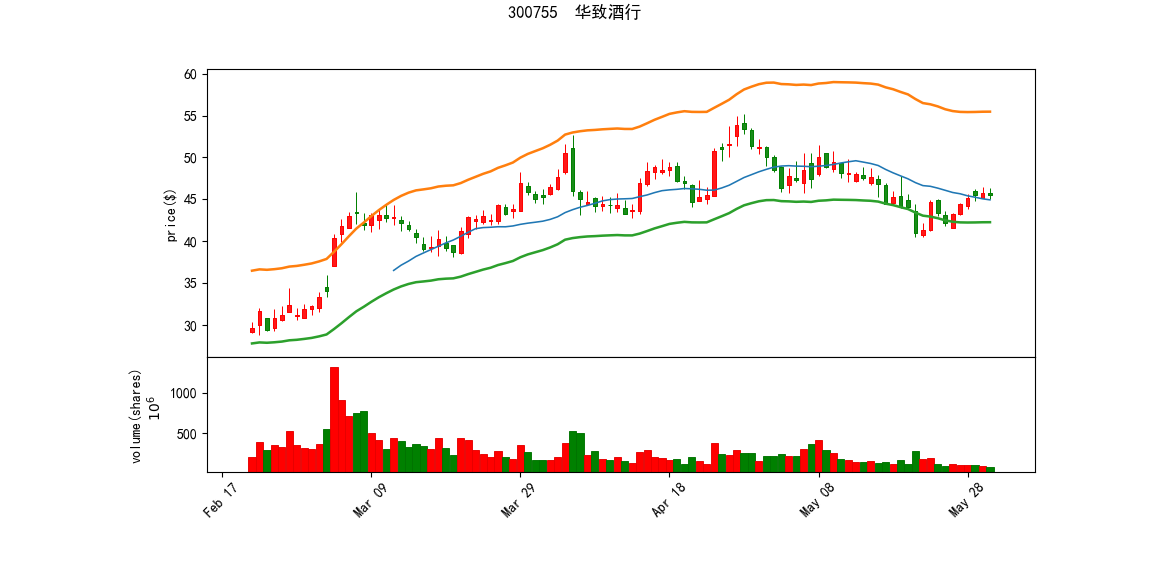 300755 华致酒行
price($)
60
55
50
45
40
35
30
volume(shares)
10^6
1000
500
Feb 17
Mar 09
Mar 29
Apr 18
May 08
May 28